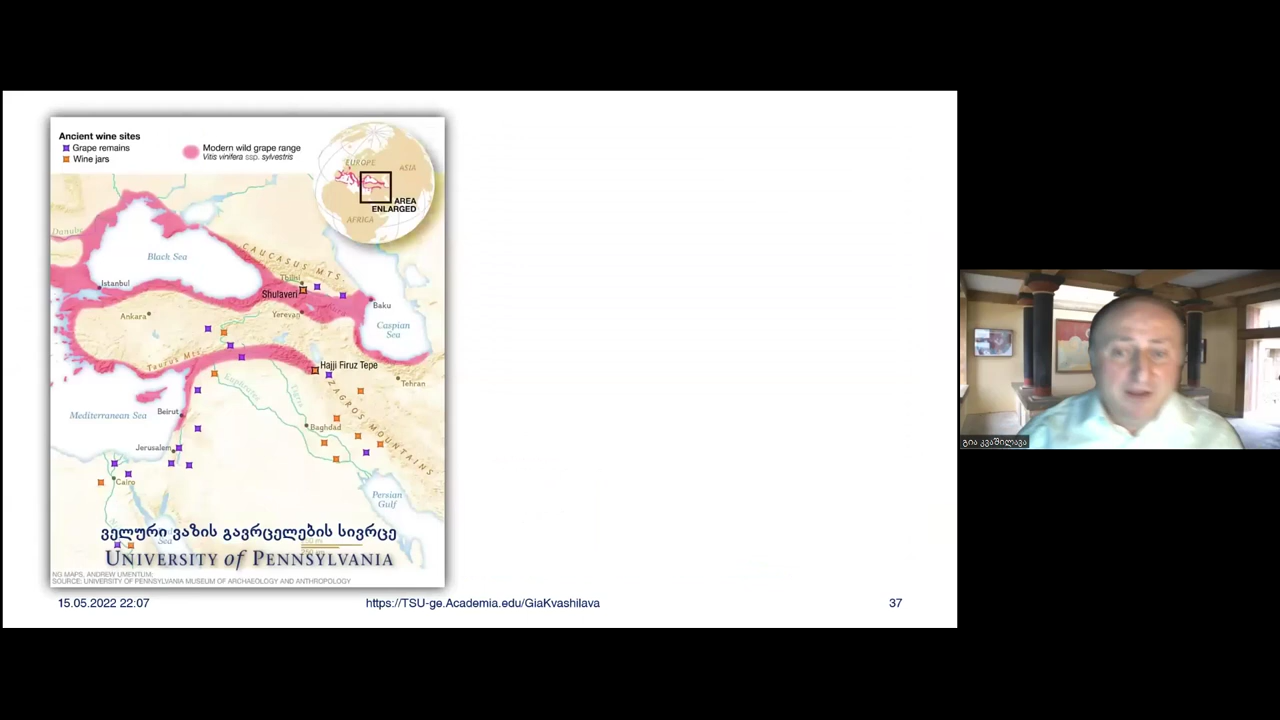 Ancient wine sites
Grape remains
Wine jars
Modern wild grape range
Vitis vinifera ssp. sylvestris
EUROPE
ASIA
AREA
ENLARGED
AFRICA
Danube
Black Sea
CAUCASUS MTS.
Tbilisi
Istanbul
Shulaveri
Baku
Ankara
Yerevan
Caspian
Sea
Taurus Mts.
Hajji Firuz Tepe
Tehran
Euphrates
Tigris
ZAGROS MOUNTAINS
Mediterranean Sea
Beirut
Baghdad
Jerusalem
Cairo
Persian
Gulf
ველური ვაზის გავრცელების სივრცე
UNIVERSITY of PENNSYLVANIA
NG MAPS, ANDREW UMENTUM;
SOURCE: UNIVERSITY OF PENNSYLVANIA MUSEUM OF ARCHAEOLOGY AND ANTHROPOLOGY
15.05.2022 22:07
https://TSU-ge.Academia.edu/GiaKvashilava
37
გია კვაშილავა